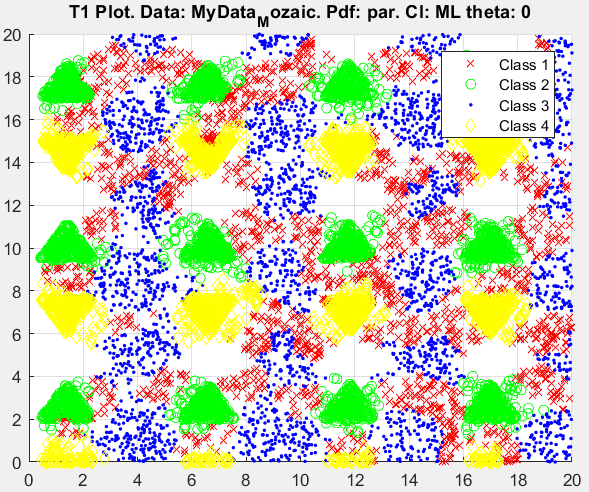 T1 Plot. Data: MyData_Mozaic. Pdf: par. Cl: ML theta: 0
20
18
16
14
12
10
8
6
4
2
0
Class 1
Class 2
Class 3
Class 4
0 2 4 6 8 10 12 14 16 18 20